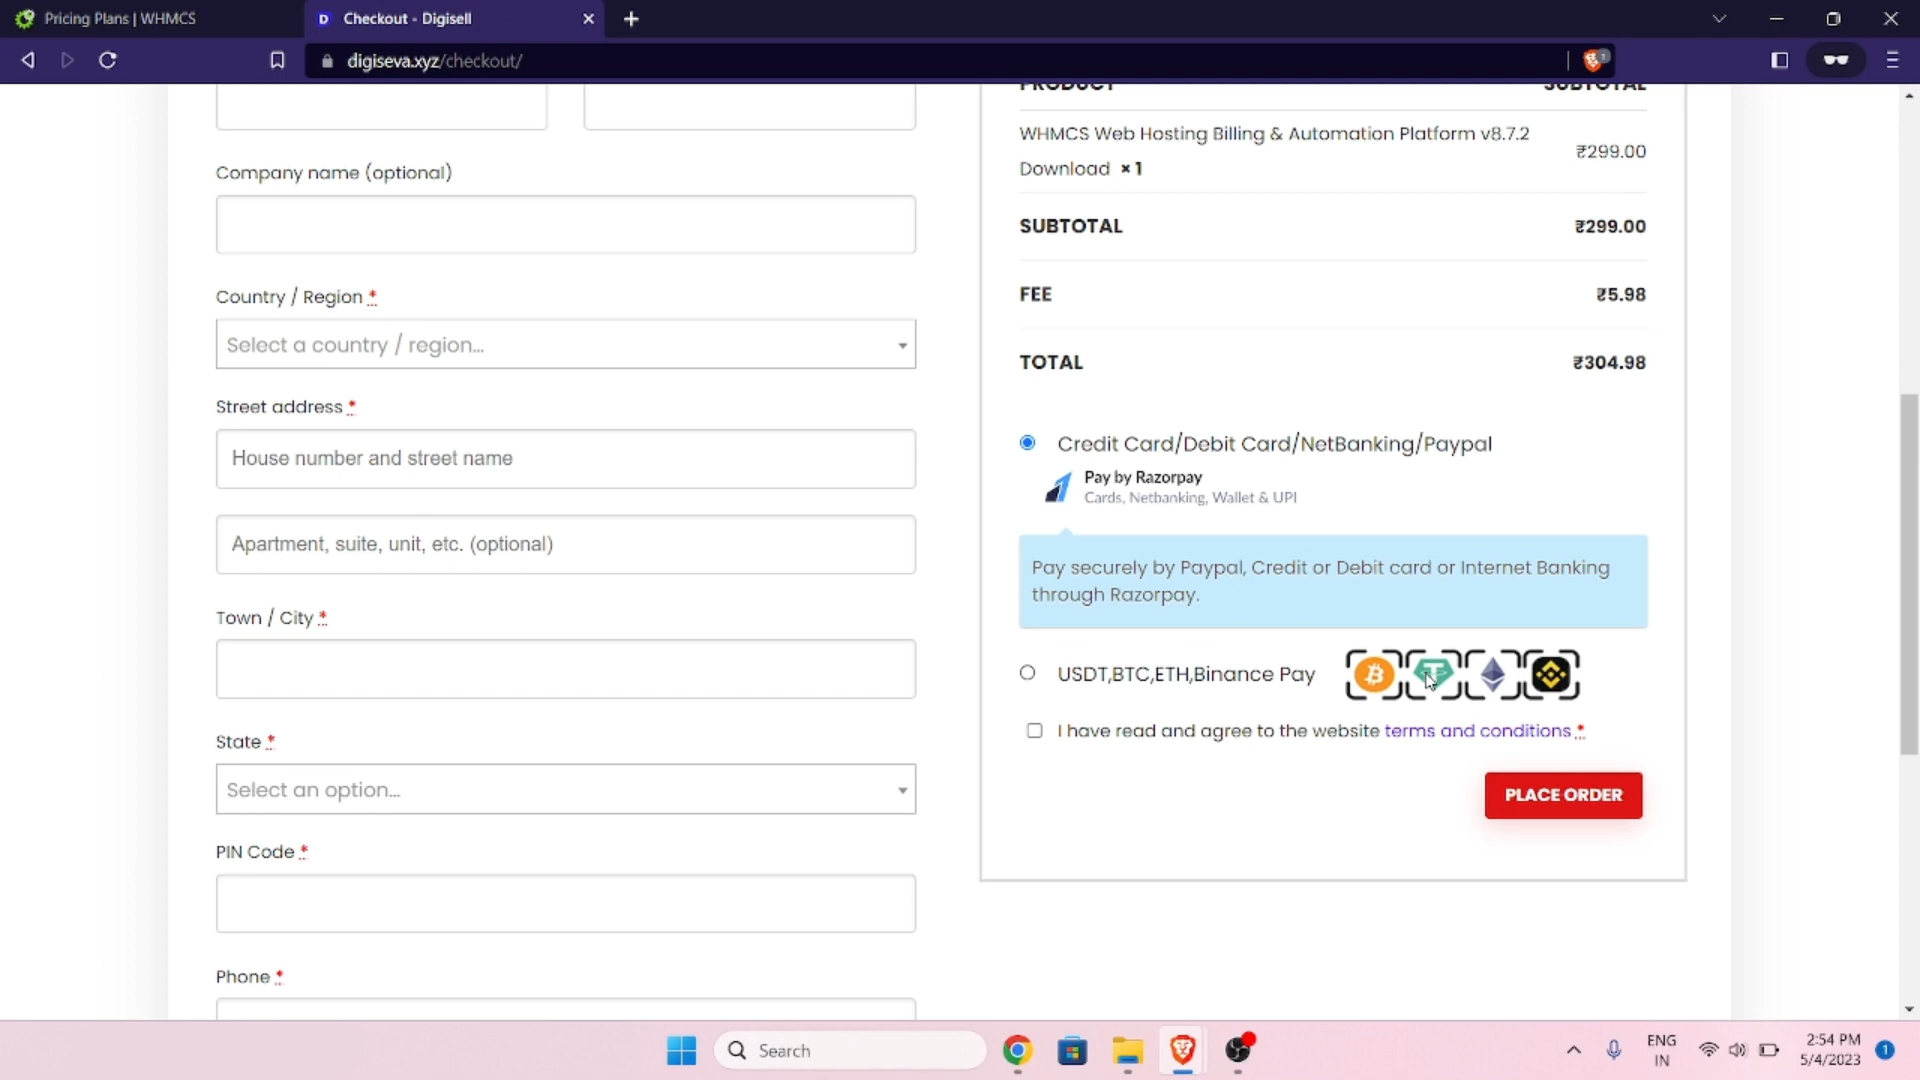 Pricing Plans | WHMCS
Checkout - Digisell
digiseva.xyz/checkout/
PRODUCT SUBTOTAL
WHMCS Web Hosting Billing & Automation Platform v8.7.2
Download × 1
₹299.00
SUBTOTAL ₹299.00
FEE ₹5.98
TOTAL ₹304.98
Credit Card/Debit Card/NetBanking/Paypal
Pay by Razorpay
Cards, Netbanking, Wallet & UPI
Pay securely by Paypal, Credit or Debit card or Internet Banking
through Razorpay.
USDT,BTC,ETH,Binance Pay
I have read and agree to the website terms and conditions *
PLACE ORDER
Company name (optional)
Country / Region *
Select a country / region...
Street address *
House number and street name
Apartment, suite, unit, etc. (optional)
Town / City *
State *
Select an option...
PIN Code *
Phone *
Search
ENG
IN
2:54 PM
5/4/2023
1